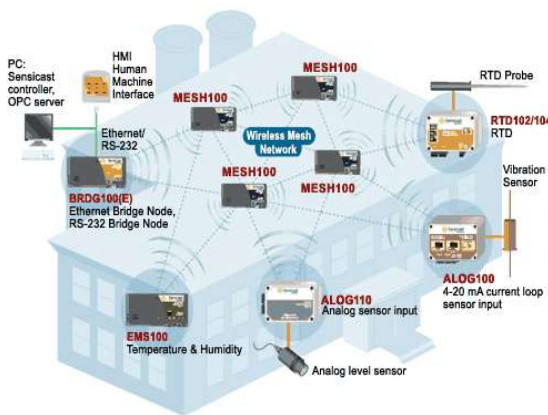 PC:
Sensicast
controller,
OPC server
HMI
Human
Machine
Interface
Ethernet/
RS-232
BRDG100(E)
Ethernet Bridge Node,
RS-232 Bridge Node
MESH100
MESH100
Wireless Mesh
Network
MESH100
MESH100
RTD Probe
RTD102/104
RTD
Vibration
Sensor
ALOG100
4-20 mA current loop
sensor input
ALOG110
Analog sensor input
Analog level sensor
EMS100
Temperature & Humidity